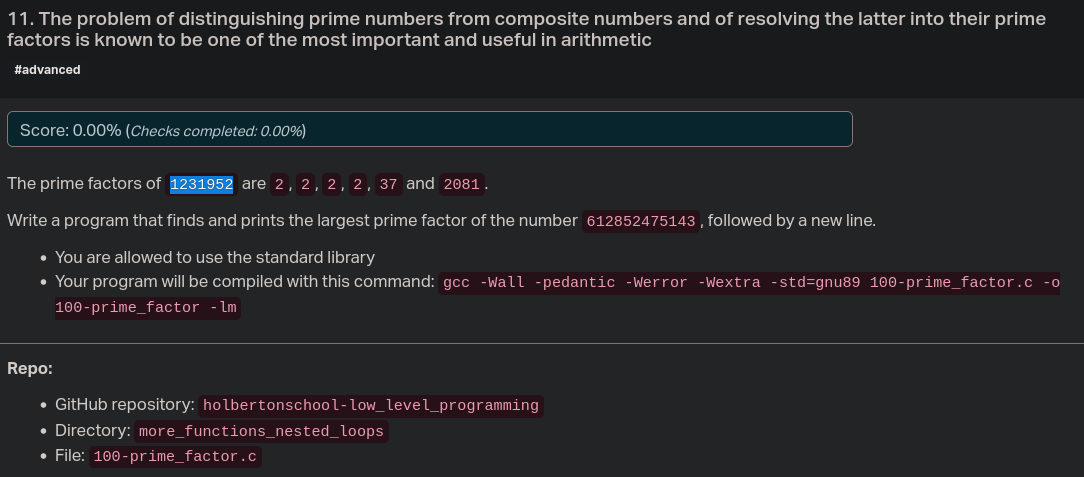 11. The problem of distinguishing prime numbers from composite numbers and of resolving the latter into their prime
factors is known to be one of the most important and useful in arithmetic
#advanced
Score: 0.00% (Checks completed: 0.00%)
The prime factors of 1231952 are 2, 2, 2, 2, 37 and 2081.
Write a program that finds and prints the largest prime factor of the number 612852475143, followed by a new line.
• You are allowed to use the standard library
• Your program will be compiled with this command: gcc -Wall -pedantic -Werror -Wextra -std=gnu89 100-prime_factor.c -o
100-prime_factor -lm
Repo:
• GitHub repository: holbertonschool-low_level_programming
• Directory: more_functions_nested_loops
• File: 100-prime_factor.c